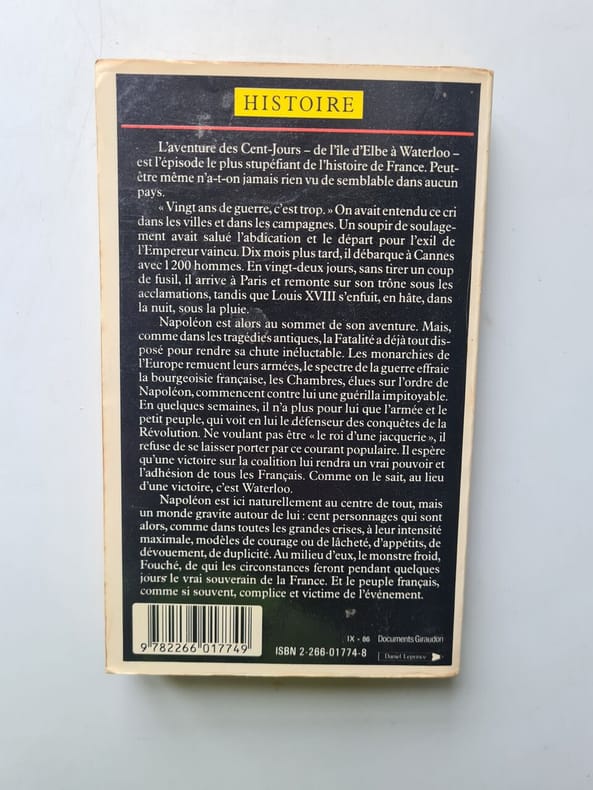 HISTOIRE
L'aventure des Cent-Jours – de l'île d'Elbe à Waterloo –
est l'épisode le plus stupéfiant de l'histoire de France. Peut-
être même n'a-t-on jamais rien vu de semblable dans aucun
pays.
« Vingt ans de guerre, c'est trop. » On avait entendu ce cri
dans les villes et dans les campagnes. Un soupir de soulage-
ment avait salué l'abdication et le départ pour l'exil de
l'Empereur vaincu. Dix mois plus tard, il débarque à Cannes
avec 1 200 hommes. En vingt-deux jours, sans tirer un coup
de fusil, il arrive à Paris et remonte sur son trône sous les
acclamations, tandis que Louis XVIII s'enfuit, en hâte, dans
la nuit, sous la pluie.
Napoléon est alors au sommet de son aventure. Mais,
comme dans les tragédies antiques, la Fatalité a déjà tout dis-
posé pour rendre sa chute inéluctable. Les monarchies de
l'Europe remuent leurs armées, le spectre de la guerre effraie
la bourgeoisie française, les Chambres, élues sur l'ordre de
Napoléon, commencent contre lui une guérilla impitoyable.
En quelques semaines, il n'a plus pour lui que l'armée et le
petit peuple, qui voit en lui le défenseur des conquêtes de la
Révolution. Ne voulant pas être « le roi d'une jacquerie », il
refuse de se laisser porter par ce courant populaire. Il espère
qu'une victoire sur la coalition lui rendra un vrai pouvoir et
l'adhésion de tous les Français. Comme on le sait, au lieu
d'une victoire, c'est Waterloo.
Napoléon est ici naturellement au centre de tout, mais
un monde gravite autour de lui : cent personnages qui sont
alors, comme dans toutes les grandes crises, à leur intensité
maximale, modèles de courage ou de lâcheté, d'appétits, de
dévouement, de duplicité. Au milieu d'eux, le monstre froid,
Fouché, de qui les circonstances feront pendant quelques
jours le vrai souverain de la France. Et le peuple français,
comme si souvent, complice et victime de l'événement.
9 782266 017749
ISBN 2-266-01774-8
IX - 86 Documents Giraudon
Daniel Leprince